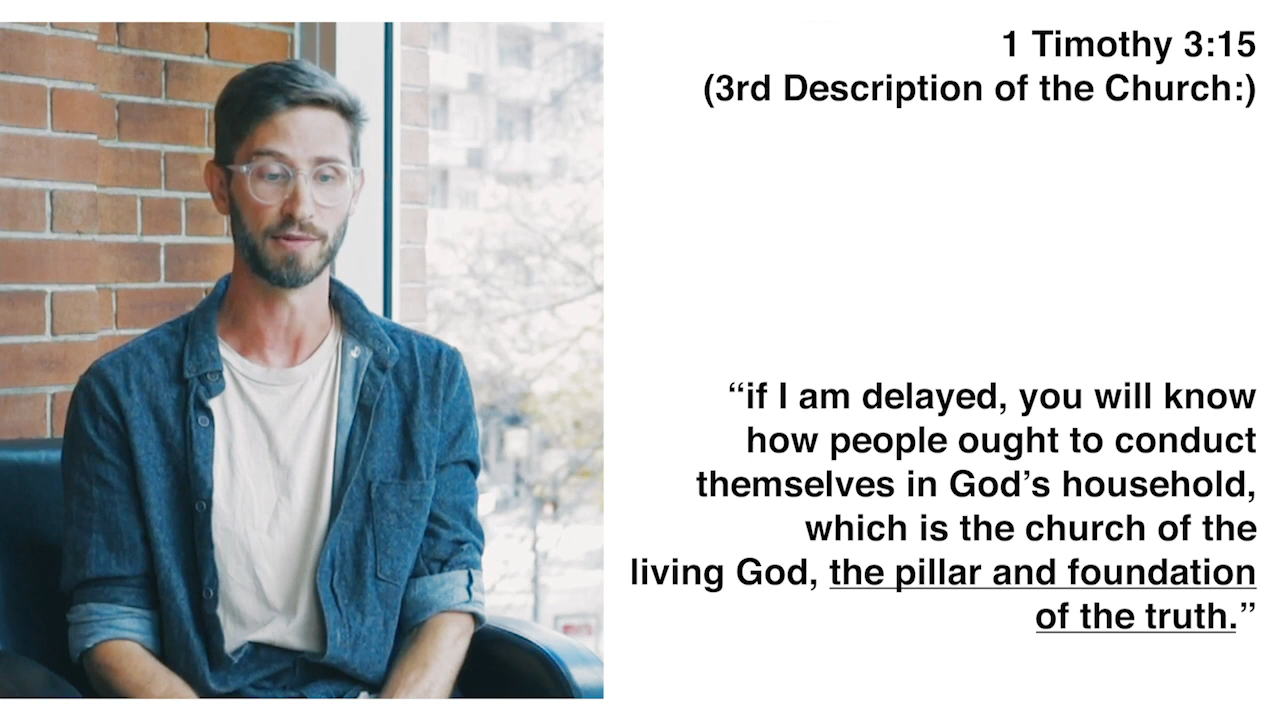 1 Timothy 3:15
(3rd Description of the Church:)
“if I am delayed, you will know
how people ought to conduct
themselves in God’s household,
which is the church of the
living God, the pillar and foundation
of the truth.”